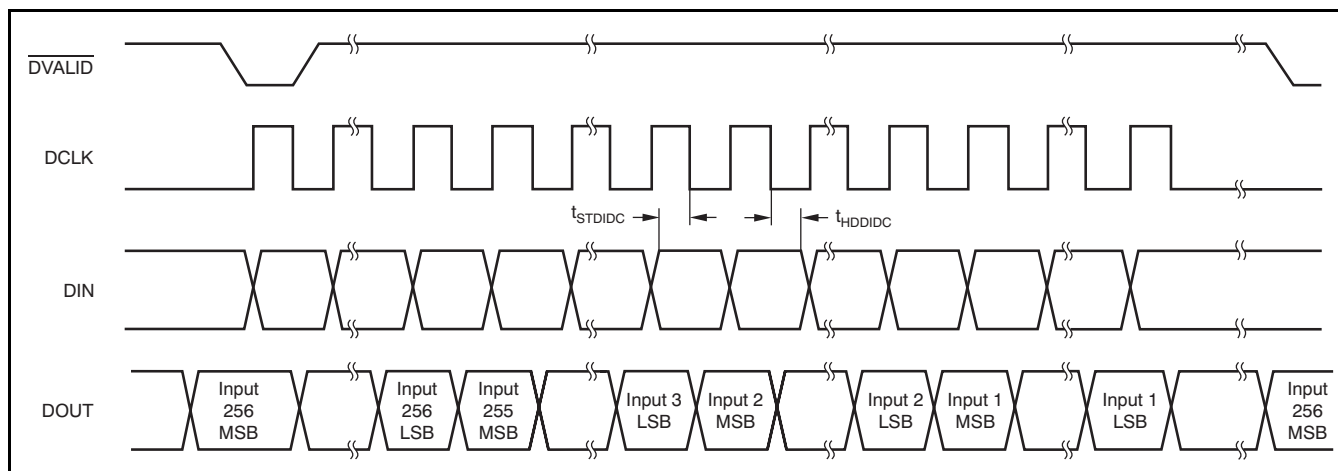 DVALID
DCLK
tSTDIDC
tHDDIDC
DIN
DOUT
Input
256
MSB
Input
256
LSB
Input
255
MSB
Input 3
LSB
Input 2
MSB
Input 2
LSB
Input 1
MSB
Input 1
LSB
Input
256
MSB